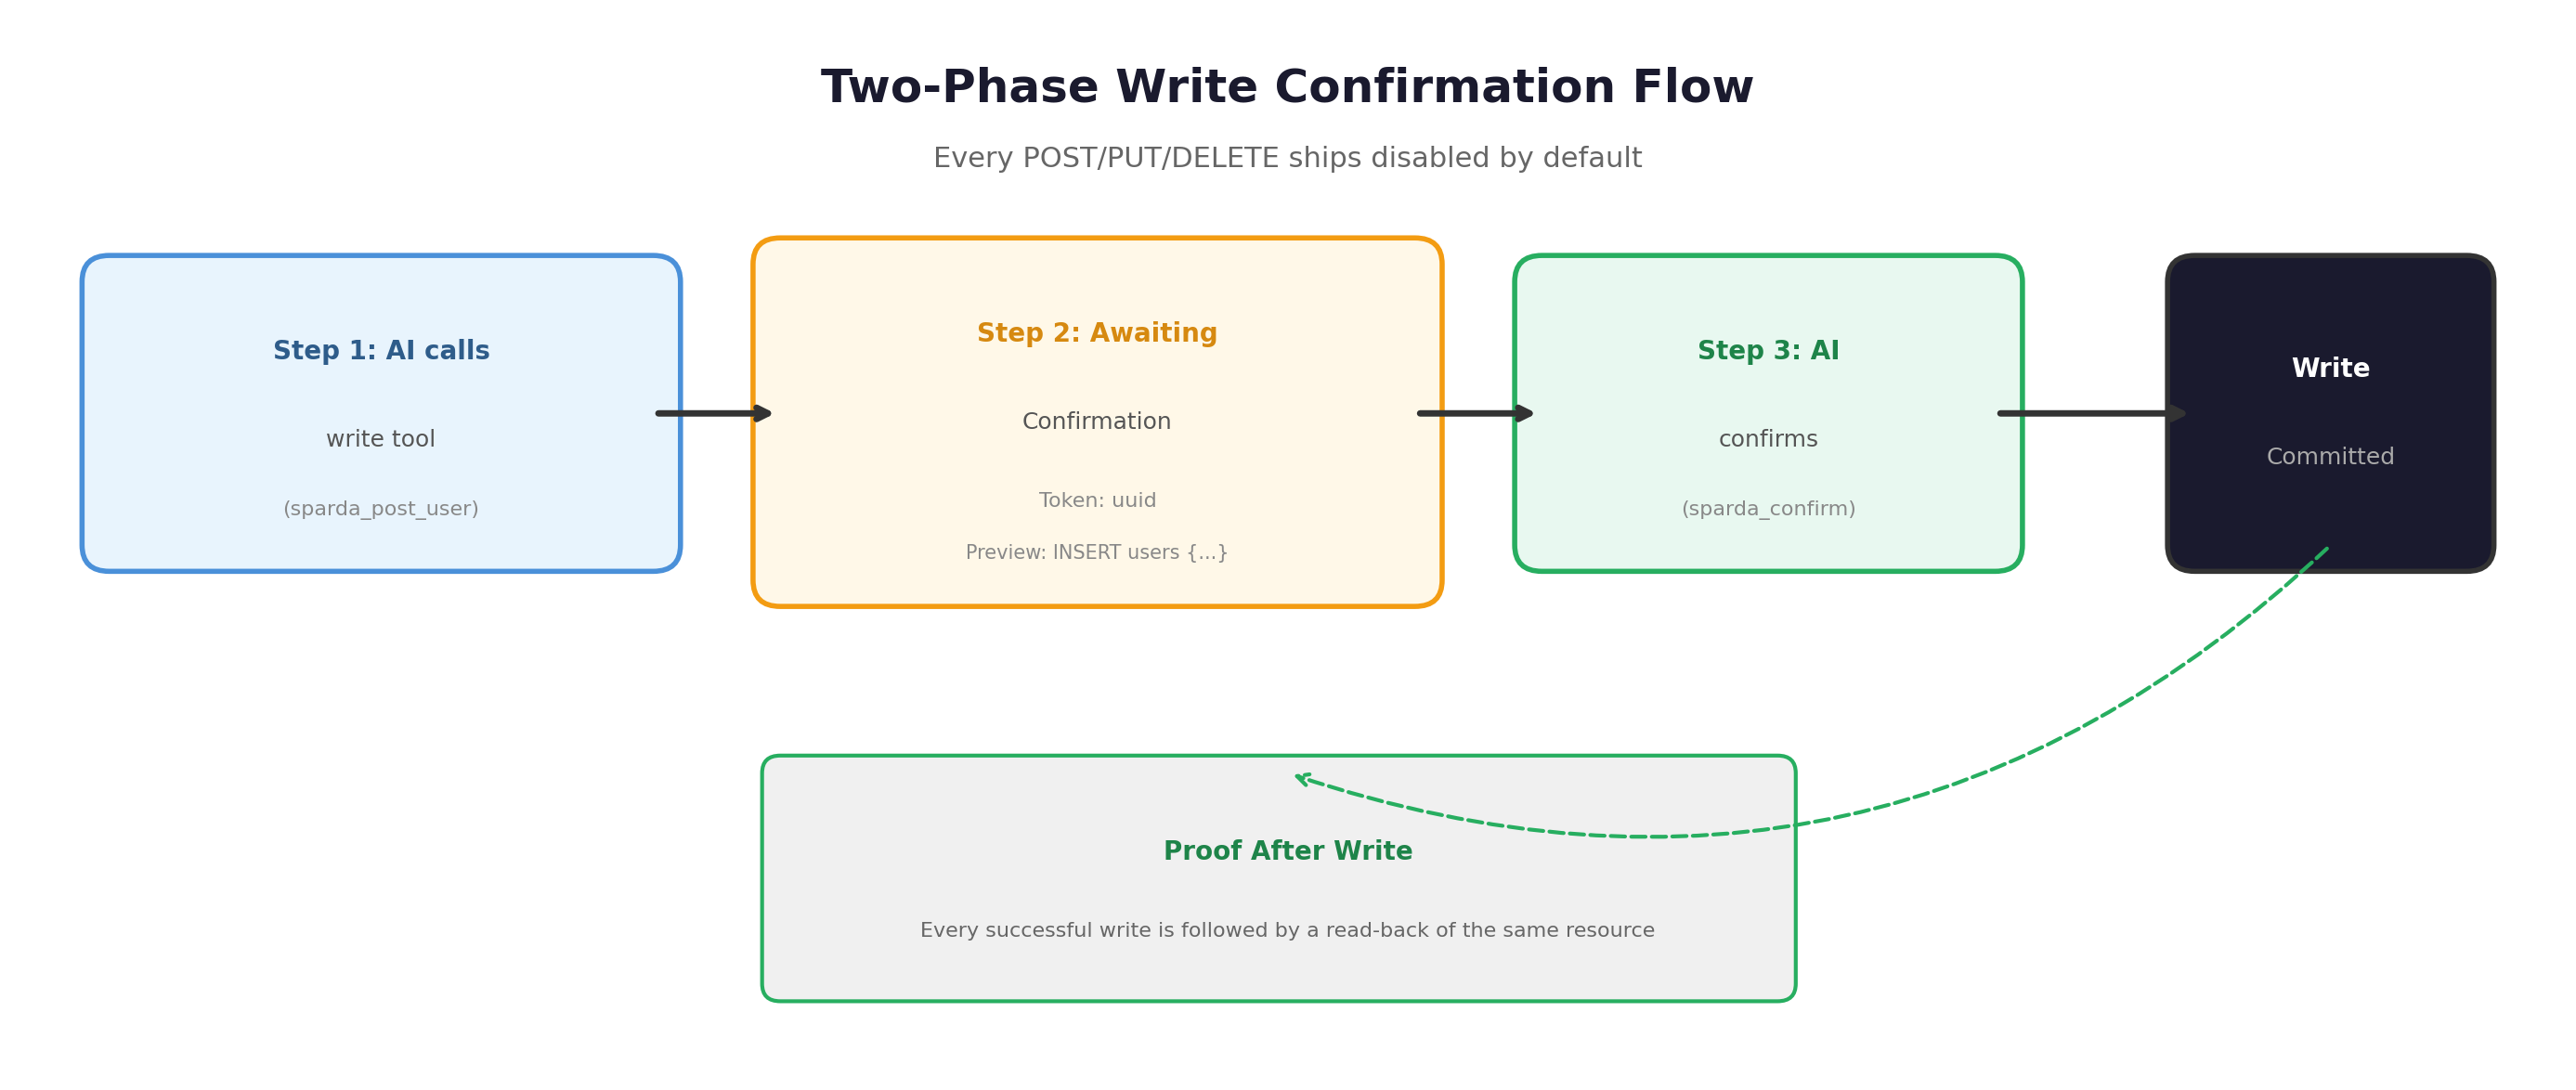 Two-Phase Write Confirmation Flow
Every POST/PUT/DELETE ships disabled by default
Step 1: AI calls
write tool
(sparda_post_user)
Step 2: Awaiting
Confirmation
Token: uuid
Preview: INSERT users {...}
Step 3: AI
confirms
(sparda_confirm)
Write
Committed
Proof After Write
Every successful write is followed by a read-back of the same resource